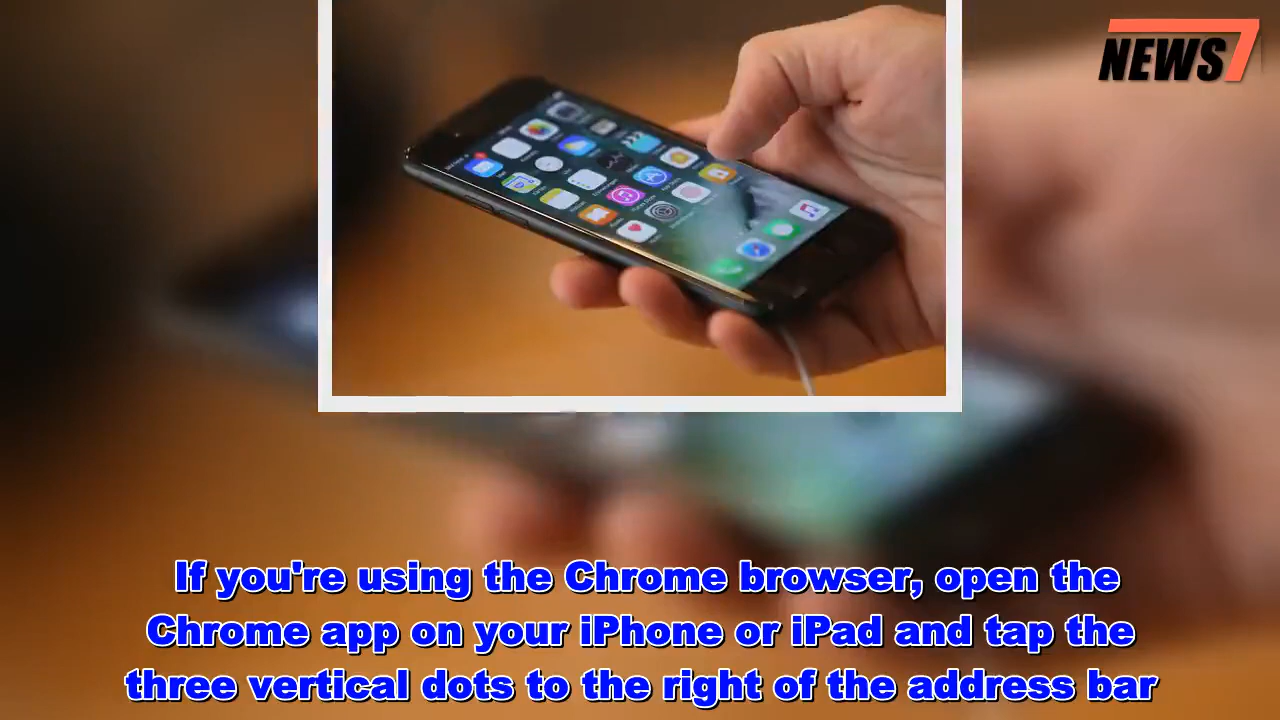 NEWS7
If you're using the Chrome browser, open the
Chrome app on your iPhone or iPad and tap the
three vertical dots to the right of the address bar